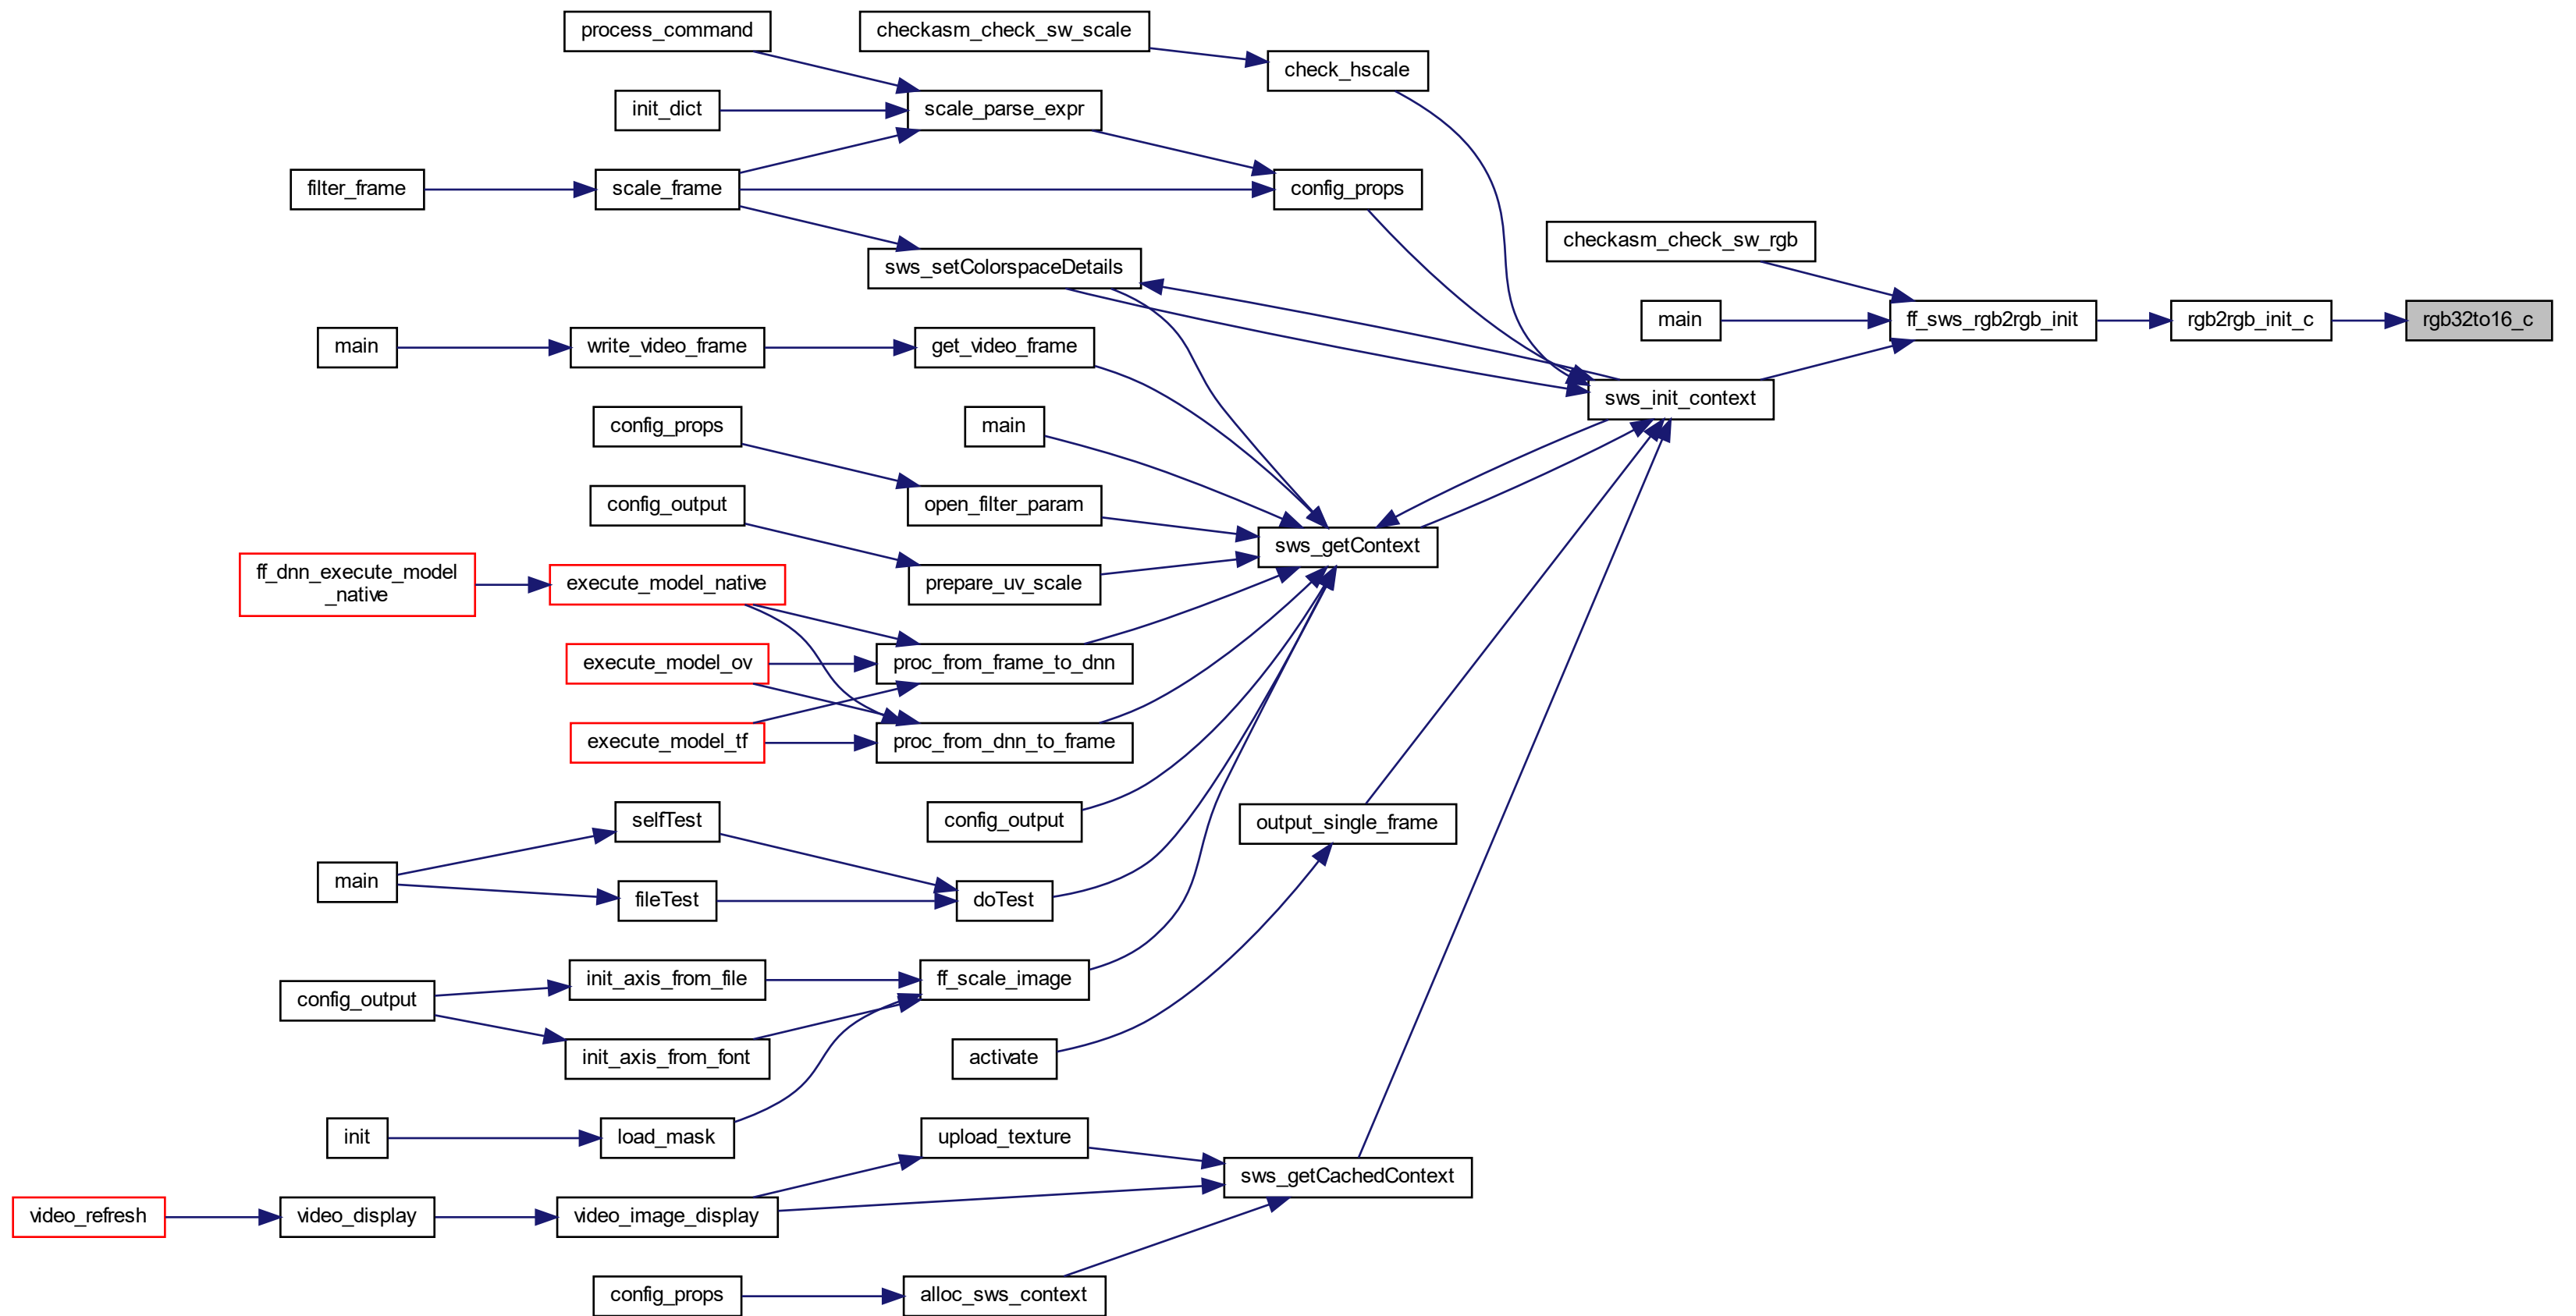 process_command
checkasm_check_sw_scale
check_hscale
init_dict
scale_parse_expr
filter_frame
scale_frame
config_props
checkasm_check_sw_rgb
sws_setColorspaceDetails
main
write_video_frame
get_video_frame
main
ff_sws_rgb2rgb_init
rgb2rgb_init_c
rgb32to16_c
sws_init_context
config_props
main
config_output
open_filter_param
sws_getContext
ff_dnn_execute_model
_native
execute_model_native
prepare_uv_scale
execute_model_ov
proc_from_frame_to_dnn
execute_model_tf
proc_from_dnn_to_frame
selfTest
config_output
output_single_frame
main
fileTest
doTest
config_output
init_axis_from_file
ff_scale_image
init_axis_from_font
activate
init
load_mask
upload_texture
sws_getCachedContext
video_refresh
video_display
video_image_display
config_props
alloc_sws_context